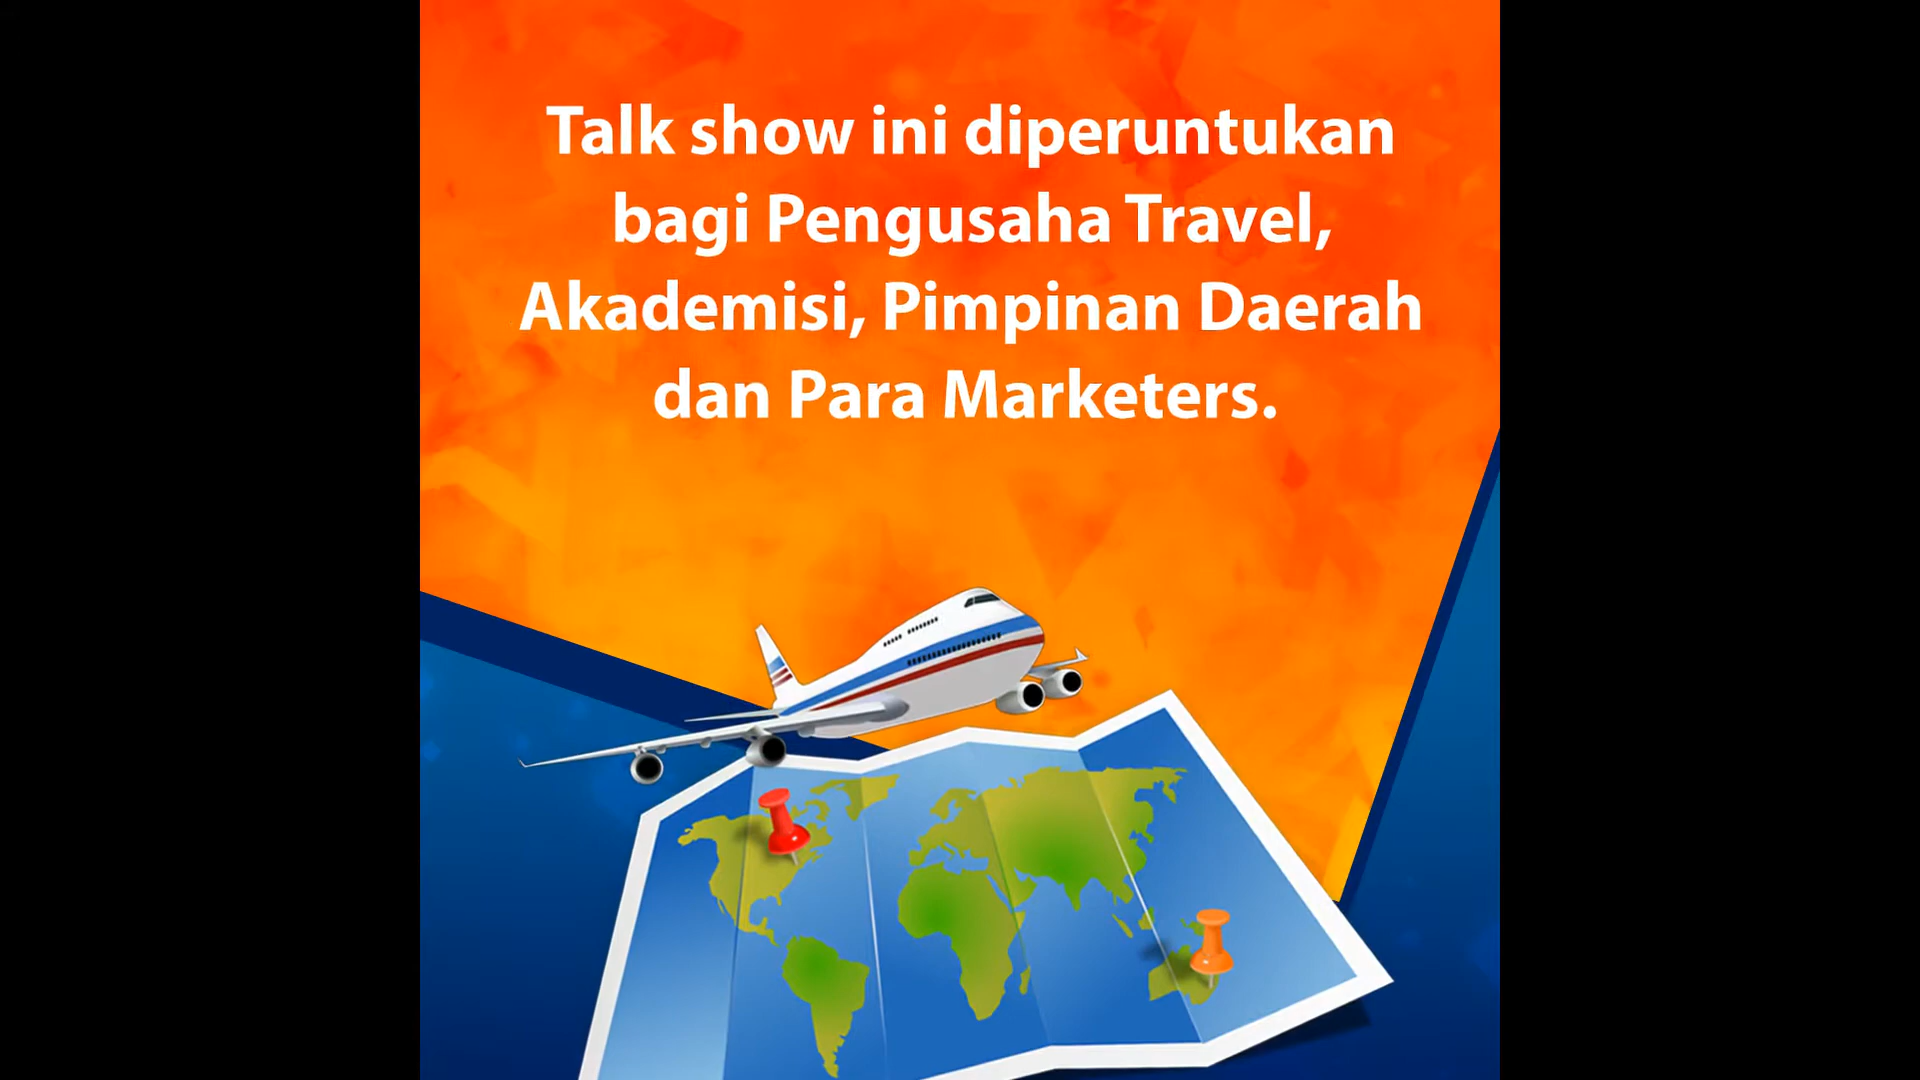 Talk show ini diperuntukan
bagi Pengusaha Travel,
Akademisi, Pimpinan Daerah
dan Para Marketers.